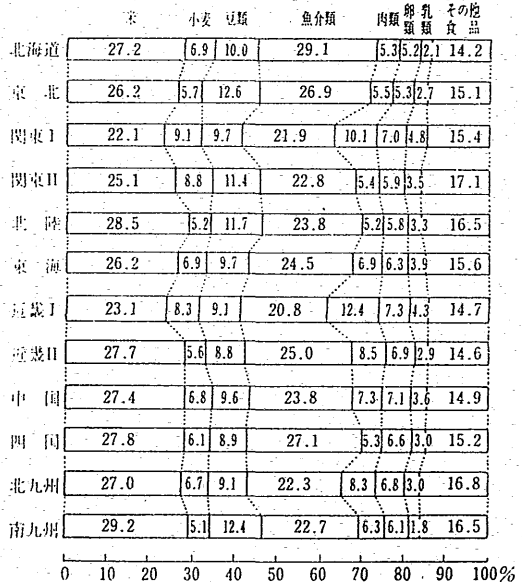 米 小麦 豆類 魚介類 肉類 卵類 乳類 その他食品
北海道 27.2 6.9 10.0 29.1 5.3 5.2 2.1 14.2
東北 26.2 5.7 12.6 26.9 5.5 5.3 2.7 15.1
関東I 22.1 9.1 9.7 21.9 10.1 7.0 4.8 15.4
関東II 25.1 8.8 11.4 22.8 5.4 5.9 3.5 17.1
北陸 28.5 5.2 11.7 23.8 5.2 5.8 3.3 16.5
東海 26.2 6.9 9.7 24.5 6.9 6.3 3.9 15.6
近畿I 23.1 8.3 9.1 20.8 12.4 7.3 4.3 14.7
近畿II 27.7 5.6 8.8 25.0 8.5 6.9 2.9 14.6
中国 27.4 6.8 9.6 23.8 7.3 7.1 3.6 14.9
四国 27.8 6.1 8.9 27.1 5.3 6.6 3.0 15.2
北九州 27.0 6.7 9.1 22.3 8.3 6.8 3.0 16.8
南九州 29.2 5.1 12.4 22.7 6.3 6.1 1.8 16.5
0 10 20 30 40 50 60 70 80 90 100%